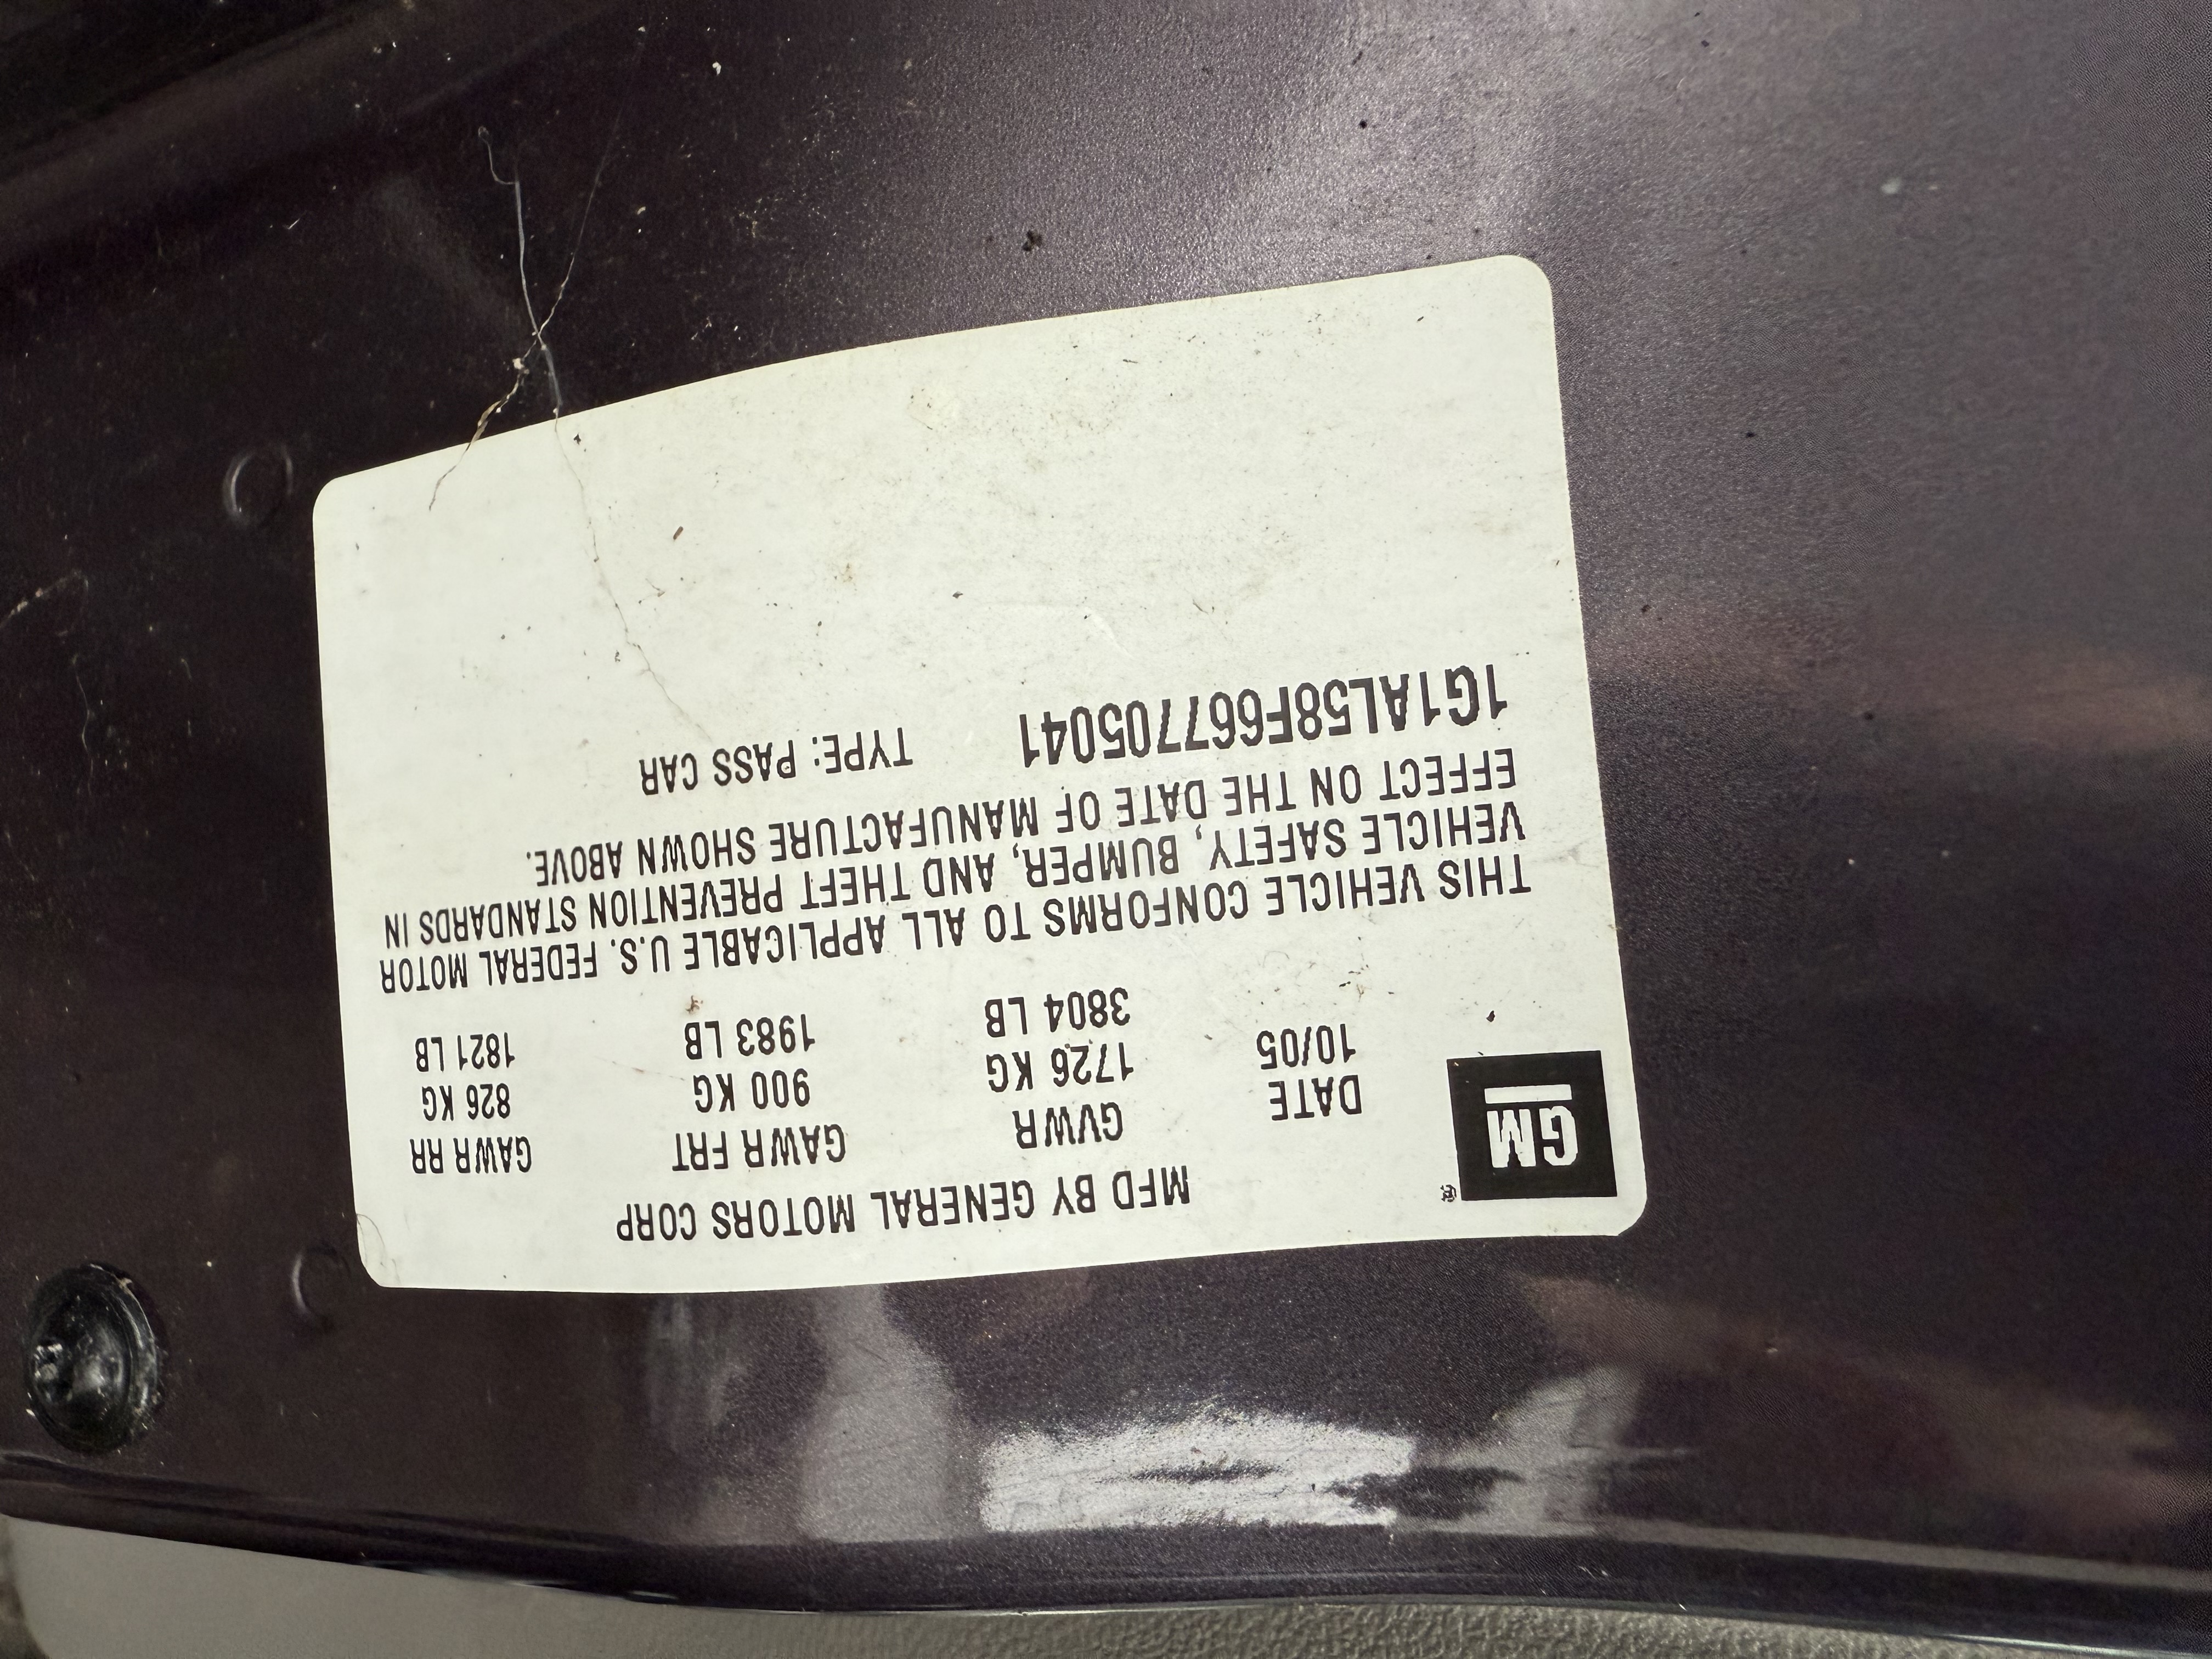 MFD BY GENERAL MOTORS CORP
GM ®
DATE GVWR GAWR FRT GAWR RR
10/05 1726 KG 900 KG 826 KG
3804 LB 1983 LB 1821 LB
THIS VEHICLE CONFORMS TO ALL APPLICABLE U.S. FEDERAL MOTOR
VEHICLE SAFETY, BUMPER, AND THEFT PREVENTION STANDARDS IN
EFFECT ON THE DATE OF MANUFACTURE SHOWN ABOVE.
1G1AL58F667705041 TYPE: PASS CAR